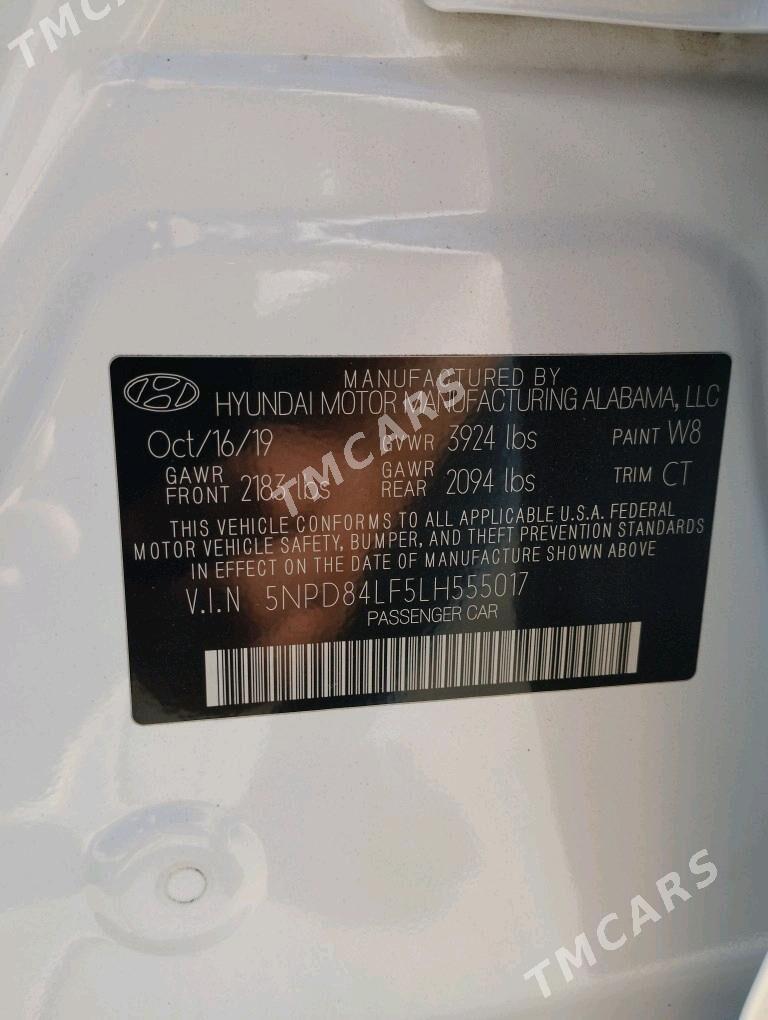 TMCARS
MANUFACTURED BY
HYUNDAI MOTOR MANUFACTURING ALABAMA, LLC
Oct/16/19 GVWR 3924 lbs PAINT W8
GAWR FRONT 2183 lbs GAWR REAR 2094 lbs TRIM CT
TMCARS
THIS VEHICLE CONFORMS TO ALL APPLICABLE U.S.A. FEDERAL
MOTOR VEHICLE SAFETY, BUMPER, AND THEFT PREVENTION STANDARDS
IN EFFECT ON THE DATE OF MANUFACTURE SHOWN ABOVE
V.I.N 5NPD84LF5LH555017
PASSENGER CAR
TMCARS